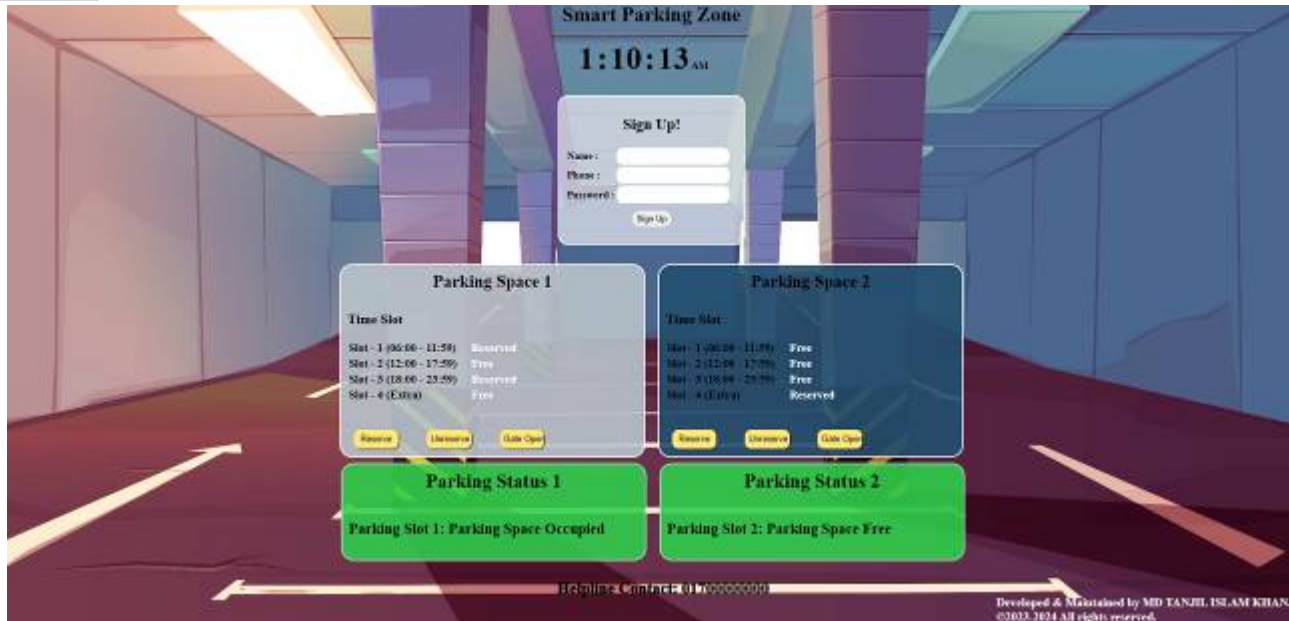 Smart Parking Zone
1:10:13 AM
Sign Up!
Name :
Phone :
Password :
Sign Up
Parking Space 1
Time Slot
Slot - 1 (06:00 - 11:59) Reserved
Slot - 2 (12:00 - 17:59) Free
Slot - 3 (18:00 - 23:59) Reserved
Slot - 4 (Extra) Free
Reserve Unreserve Gate Open
Parking Space 2
Time Slot
Slot - 1 (06:00 - 11:59) Free
Slot - 2 (12:00 - 17:59) Free
Slot - 3 (18:00 - 23:59) Free
Slot - 4 (Extra) Reserved
Reserve Unreserve Gate Open
Parking Status 1
Parking Slot 1: Parking Space Occupied
Parking Status 2
Parking Slot 2: Parking Space Free
Helpline Contact: 0170000000
Developed & Maintained by MD TANJIL ISLAM KHAN.
©2023-2024 All rights reserved.